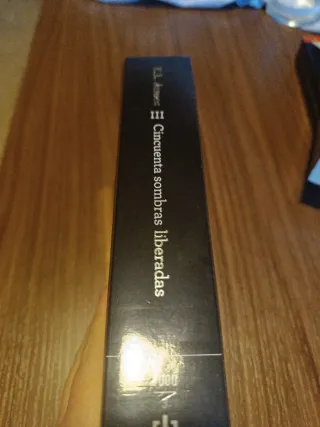 E.L. James
III Cincuenta sombras liberadas